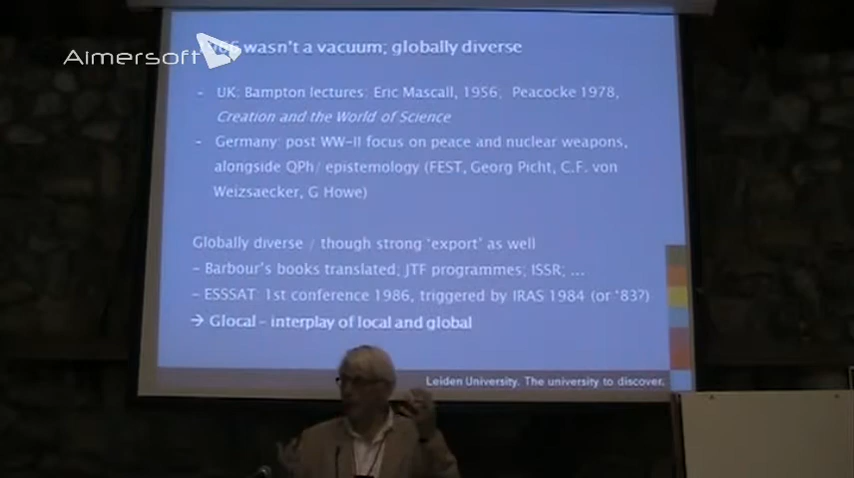 Aimersoft
1966 wasn't a vacuum; globally diverse
- UK: Bampton lectures: Eric Mascall, 1956; Peacocke 1978,
Creation and the World of Science
- Germany: post WW-II focus on peace and nuclear weapons,
alongside QPh/ epistemology (FEST, Georg Picht, C.F. von
Weizsaecker, G Howe)
Globally diverse / though strong 'export' as well
- Barbour's books translated; JTF programmes; ISSR; ...
- ESSSAT: 1st conference 1986, triggered by IRAS 1984 (or '83?)
→ Glocal - interplay of local and global
Leiden University. The university to discover.